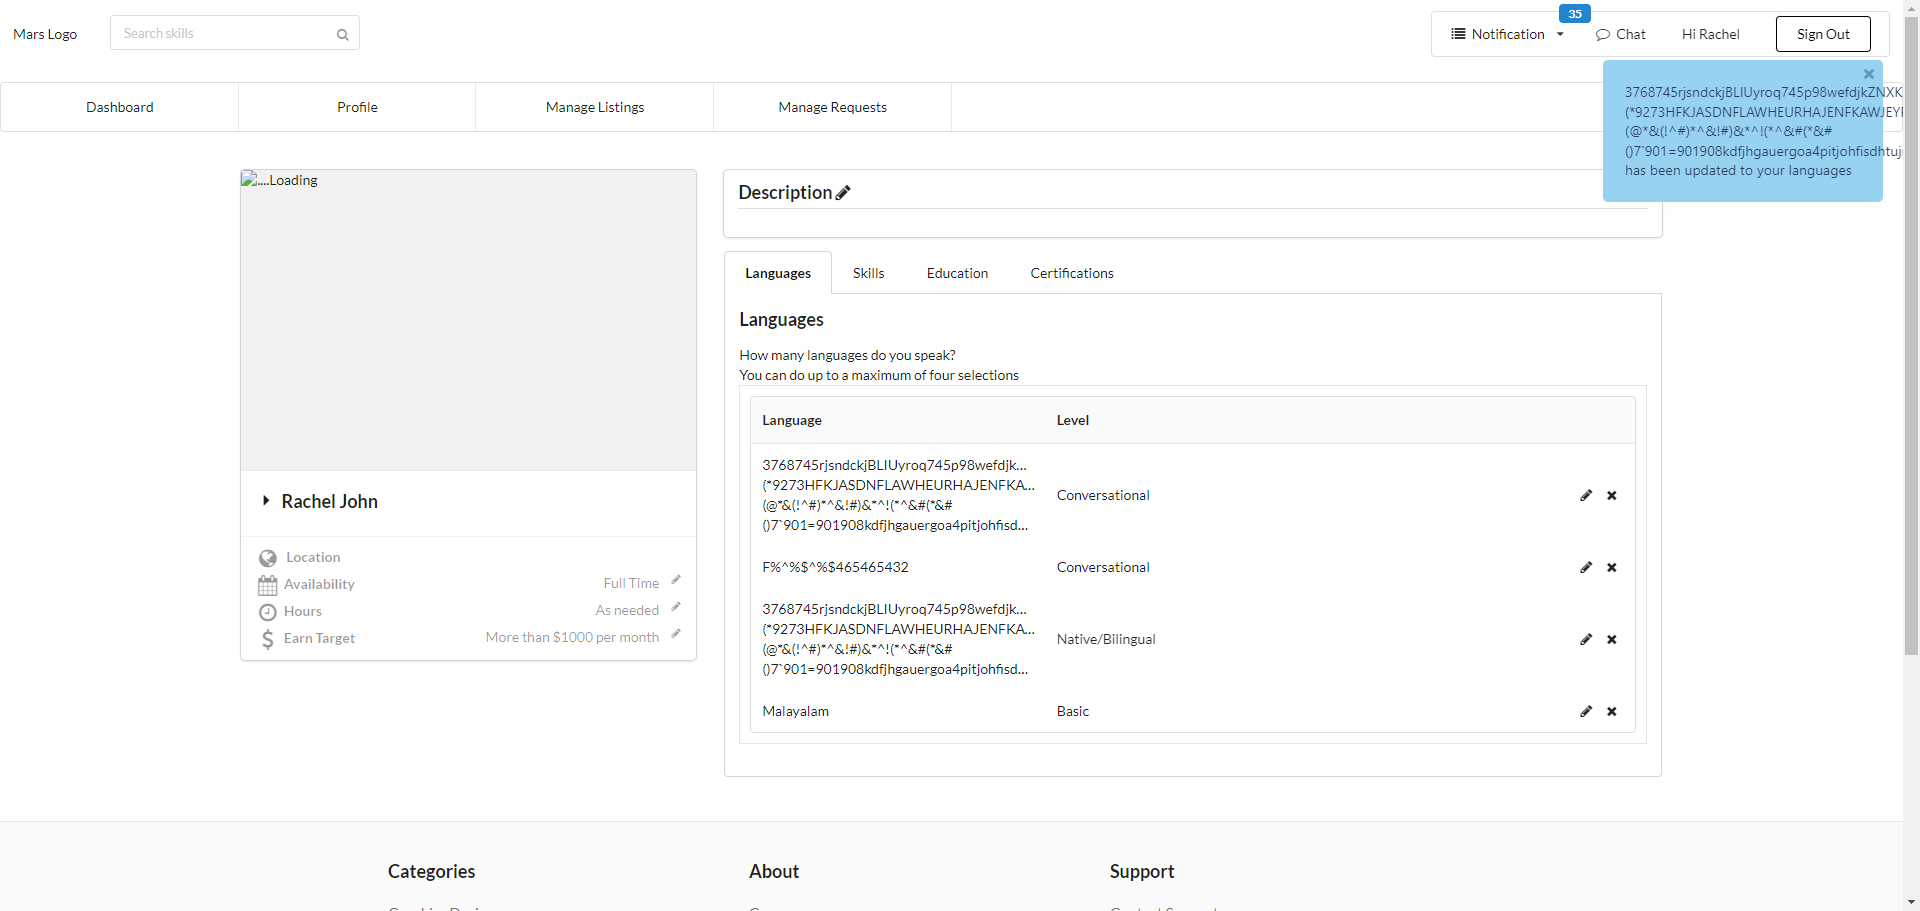 Mars Logo
Search skills
35
Notification
Chat
Hi Rachel
Sign Out
Dashboard
Profile
Manage Listings
Manage Requests
3768745rjsndckjBLIUyroq745p98wefdjkZNXK
(*9273HFKJASDNFLAWHEURHAJENFKAWJEY
(@*&(!^#)*^&!#)&*^!(*^&#(*&#
()7`901=901908kdfjhgauergoa4pitjohfisdhtuj
has been updated to your languages
....Loading
Rachel John
Location
Availability
Full Time
Hours
As needed
Earn Target
More than $1000 per month
Description
Languages
Skills
Education
Certifications
Languages
How many languages do you speak?
You can do up to a maximum of four selections
Language
Level
3768745rjsndckjBLIUyroq745p98wefdjk...
(*9273HFKJASDNFLAWHEURHAJENFKA...
(@*&(!^#)*^&!#)&*^!(*^&#(*&#
()7`901=901908kdfjhgauergoa4pitjohfisd...
Conversational
F%^%$^%$465465432
Conversational
3768745rjsndckjBLIUyroq745p98wefdjk...
(*9273HFKJASDNFLAWHEURHAJENFKA...
(@*&(!^#)*^&!#)&*^!(*^&#(*&#
()7`901=901908kdfjhgauergoa4pitjohfisd...
Native/Bilingual
Malayalam
Basic
Categories
About
Support